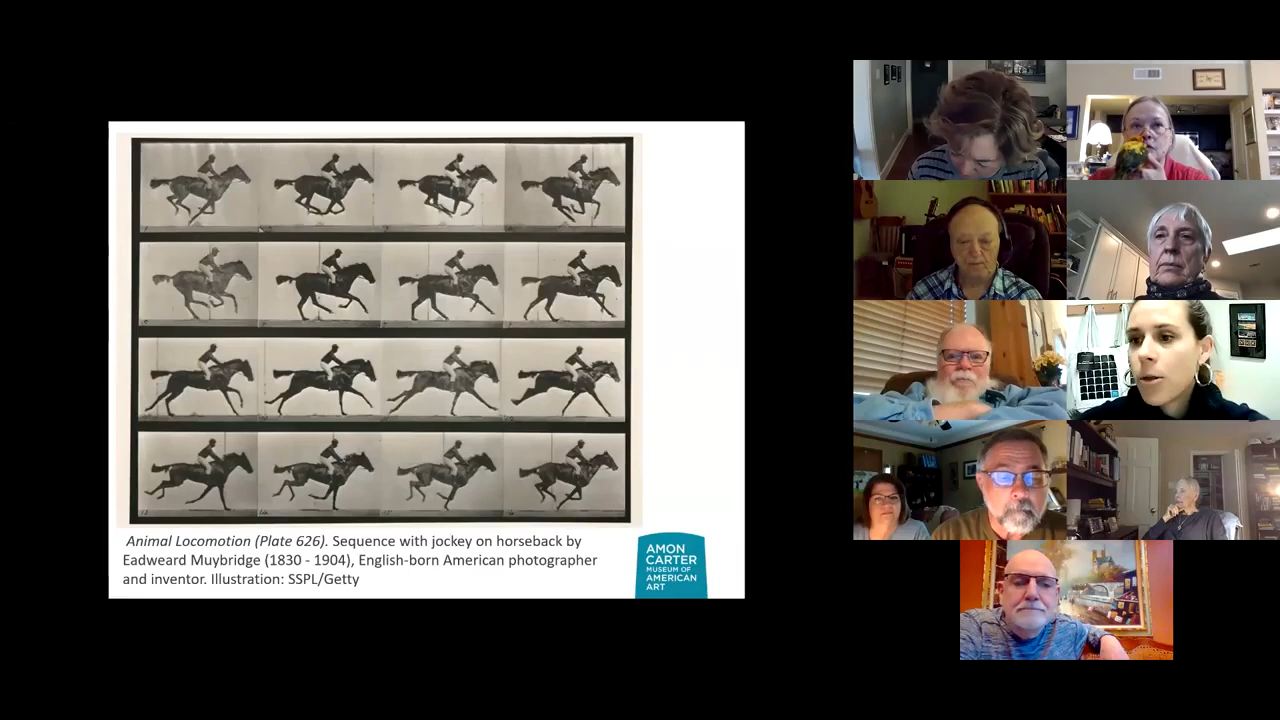 Animal Locomotion (Plate 626). Sequence with jockey on horseback by
Eadweard Muybridge (1830 - 1904), English-born American photographer
and inventor. Illustration: SSPL/Getty
AMON
CARTER
MUSEUM OF
AMERICAN
ART